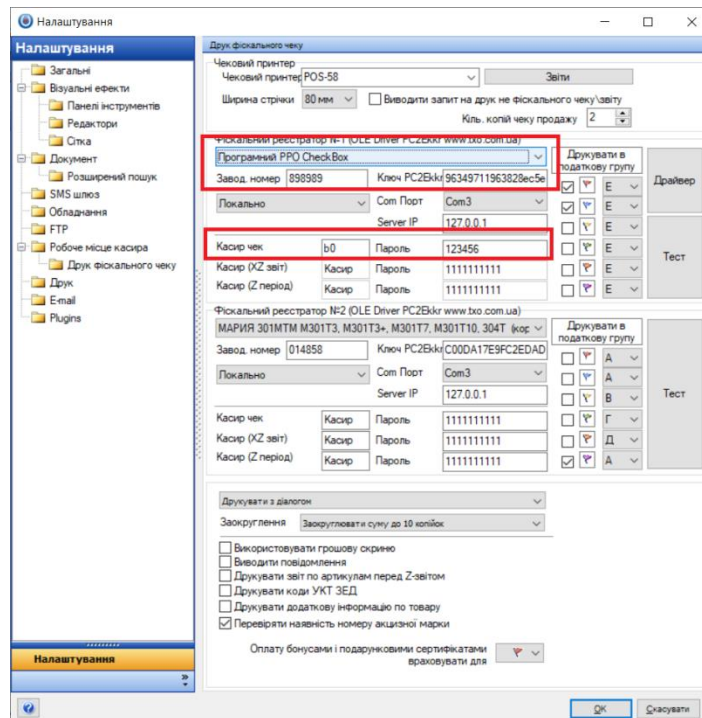 Налаштування
Налаштування
Загальні
Візуальні ефекти
Панелі інструментів
Редактори
Сітка
Документ
Розширений пошук
SMS шлюз
Обладнання
FTP
Робоче місце касира
Друк фіскального чеку
Друк
E-mail
Plugins
Налаштування
Друк фіскального чеку
Чековий принтер
Чековий принтер POS-58 Звіти
Ширина стрічки 80 мм Виводити запит на друк не фіскального чеку\звіту
Кіль. копій чеку продажу 2
Фіскальний реєстратор №1 (OLE Driver PC2Ekkr www.txo.com.ua)
Програмний РРО CheckBox
Друкувати в податкову групу
Завод. номер 898989 Ключ PC2Ekkr 96349711963828ec5e Е Драйвер
Локально Com Порт Com3 Е
Server IP 127.0.0.1 Е
Касир чек b0 Пароль 123456 Е Тест
Касир (XZ звіт) Касир Пароль 1111111111 Е
Касир (Z період) Касир Пароль 1111111111 Е
Фіскальний реєстратор №2 (OLE Driver PC2Ekkr www.txo.com.ua)
МАРИЯ 301МТМ М301Т3, М301Т3+, М301Т7, М301Т10, 304Т (кор
Друкувати в податкову групу
Завод. номер 014858 Ключ PC2Ekkr C00DA17E9FC2EDAD А
Локально Com Порт Com3 А
Server IP 127.0.0.1 В Тест
Касир чек Касир Пароль 1111111111 Г
Касир (XZ звіт) Касир Пароль 1111111111 Д
Касир (Z період) Касир Пароль 1111111111 А
Друкувати з діалогом
Заокруглення Заокруглювати суму до 10 копійок
Використовувати грошову скриню
Виводити повідомлення
Друкувати звіт по артикулам перед Z-звітом
Друкувати коди УКТ ЗЕД
Друкувати додаткову інформацію по товару
Перевіряти наявність номеру акцизної марки
Оплату бонусами і подарунковими сертифікатами
враховувати для
OK Скасувати